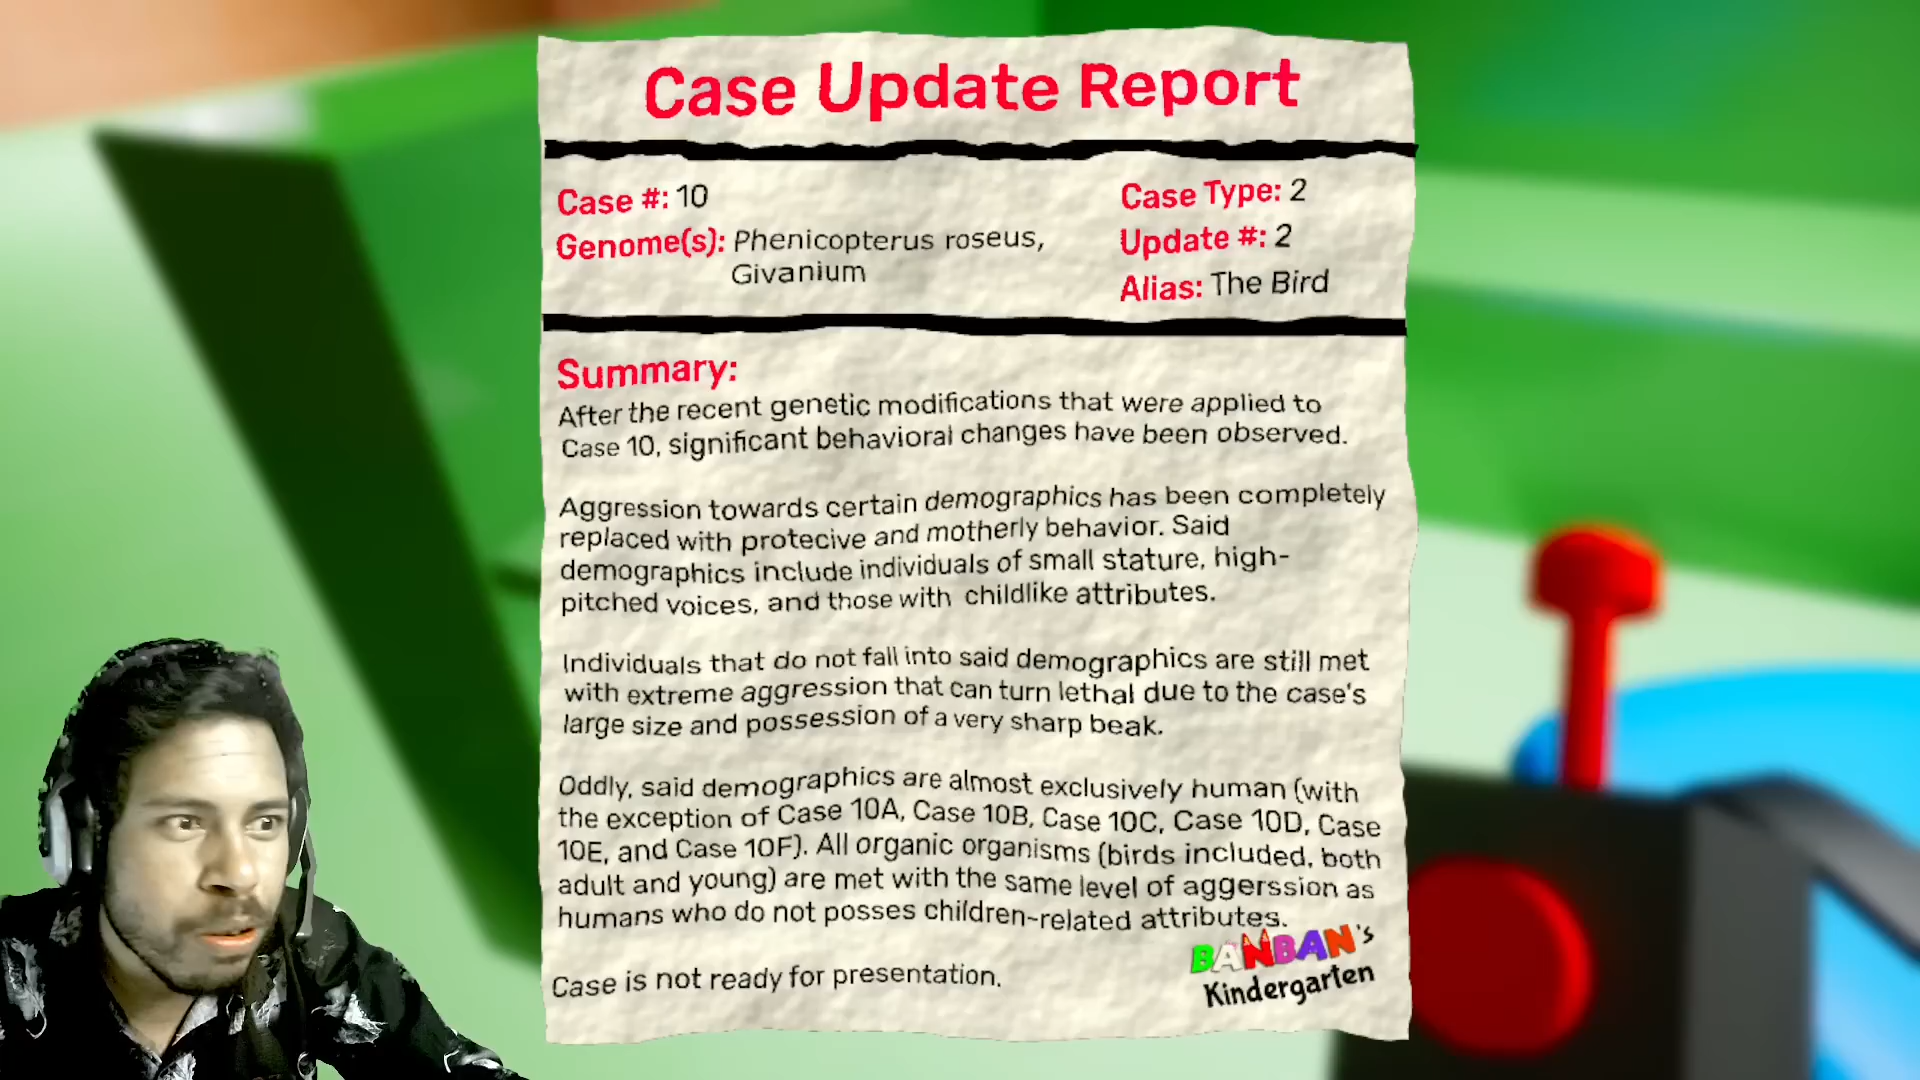 Case Update Report
Case #: 10
Genome(s): Phenicopterus roseus,
Givanium
Case Type: 2
Update #: 2
Alias: The Bird
Summary:
After the recent genetic modifications that were applied to
Case 10, significant behavioral changes have been observed.
Aggression towards certain demographics has been completely
replaced with protecive and motherly behavior. Said
demographics include individuals of small stature, high-
pitched voices, and those with childlike attributes.
Individuals that do not fall into said demographics are still met
with extreme aggression that can turn lethal due to the case's
large size and possession of a very sharp beak.
Oddly, said demographics are almost exclusively human (with
the exception of Case 10A, Case 10B, Case 10C, Case 10D, Case
10E, and Case 10F). All organic organisms (birds included, both
adult and young) are met with the same level of aggerssion as
humans who do not posses children-related attributes.
Case is not ready for presentation.
BANBAN's
Kindergarten